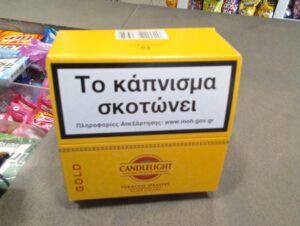 Το κάπνισμα
σκοτώνει
Πληροφορίες Απεξάρτησης: www.moh.gov.gr
GOLD
CANDLELIGHT